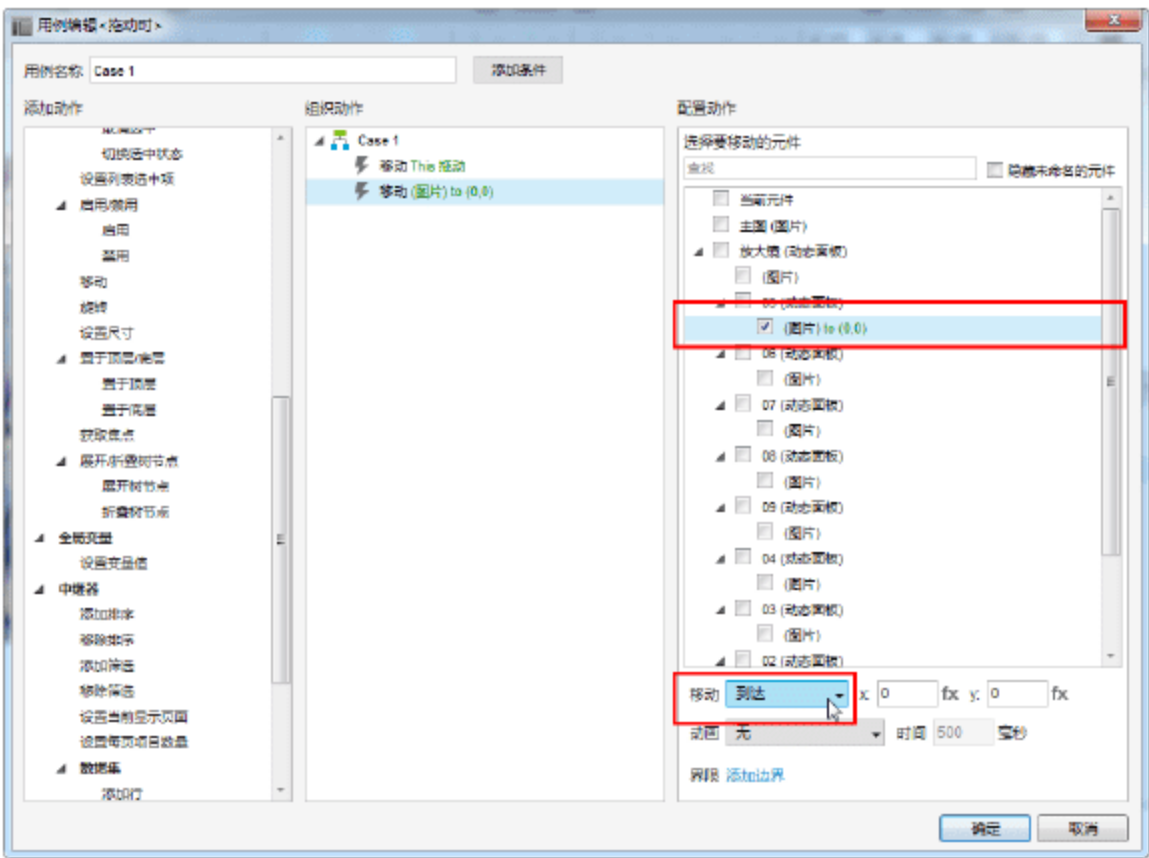 用例编辑<拖动时>
用例名称 Case 1 添加条件
添加动作
取消选中
切换选中状态
设置列表选中项
启用/禁用
启用
禁用
移动
旋转
设置尺寸
置于顶层/底层
置于顶层
置于底层
获取焦点
展开/折叠树节点
展开树节点
折叠树节点
全局变量
设置变量值
中继器
添加排序
移除排序
添加筛选
移除筛选
设置当前显示页面
设置每页项目数量
数据集
添加行
组织动作
Case 1
移动 This 拖动
移动 (图片) to (0,0)
配置动作
选择要移动的元件
查找 隐藏未命名的元件
当前元件
主图 (图片)
放大镜 (动态面板)
(图片)
05 (动态面板)
(图片) to (0,0)
06 (动态面板)
(图片)
07 (动态面板)
(图片)
08 (动态面板)
(图片)
09 (动态面板)
(图片)
04 (动态面板)
(图片)
03 (动态面板)
(图片)
02 (动态面板)
移动 到达 x: 0 fx y: 0 fx
动画 无 时间 500 毫秒
界限 添加边界
确定 取消